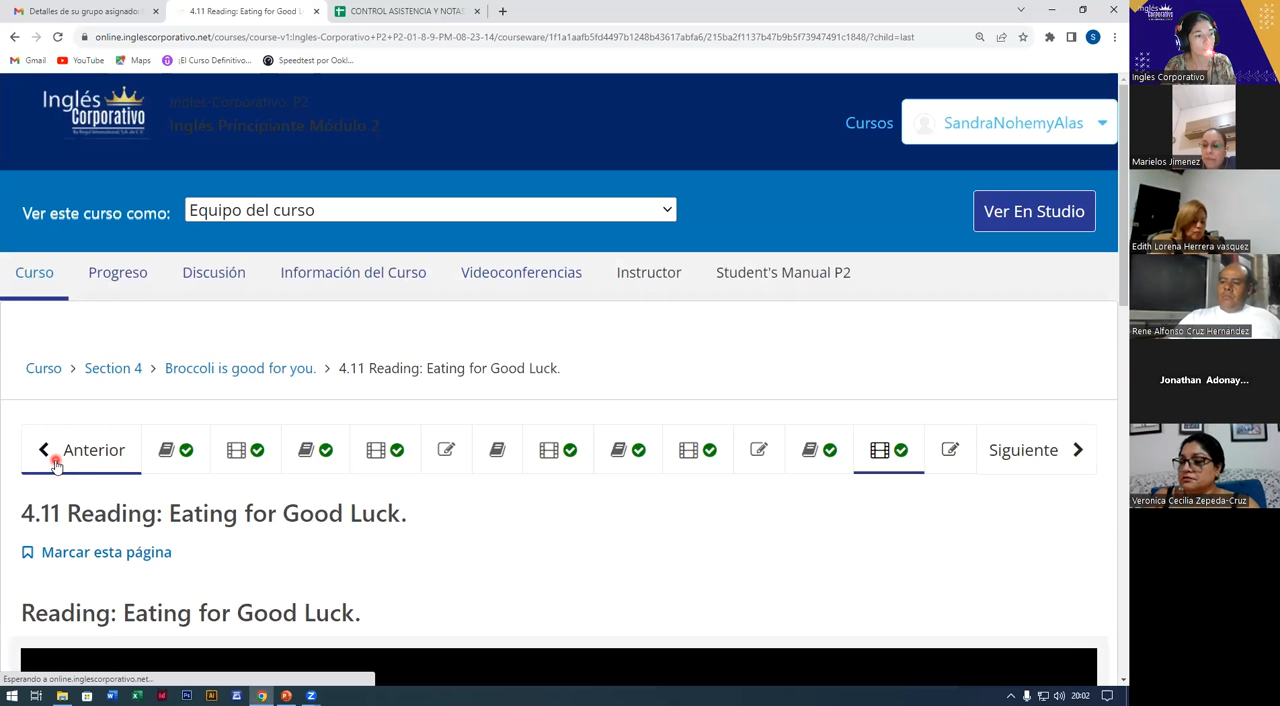 Detalles de su grupo asignado
4.11 Reading: Eating for Good L
CONTROL ASISTENCIA Y NOTAS
online.inglescorporativo.net/courses/course-v1:Ingles-Corporativo+P2+P2-01-8-9-PM-02-23-14/courseware/1f1a1aafb5fd4497b1248b43617abfa6/215ba2f1137b47b9b5f73947491c1848/?child=last
S
Gmail
YouTube
Maps
¡El Curso Definitivo...
Speedtest por Ookl...
Inglés
Corporativo
Ingles-Corporativo: P2
Inglés Principiante Módulo 2
Cursos
SandraNohemyAlas
Ver este curso como:
Equipo del curso
Ver En Studio
Curso
Progreso
Discusión
Información del Curso
Videoconferencias
Instructor
Student's Manual P2
Curso > Section 4 > Broccoli is good for you. > 4.11 Reading: Eating for Good Luck.
Anterior
Siguiente
4.11 Reading: Eating for Good Luck.
Marcar esta página
Reading: Eating for Good Luck.
Esperando a online.inglescorporativo.net...
20:02
Ingles Corporativo
Marielos Jimenez
Edith Lorena Herrera vasquez
Rene Alfonso Cruz Hernandez
Jonathan Adonay...
Veronica Cecilia Zepeda-Cruz